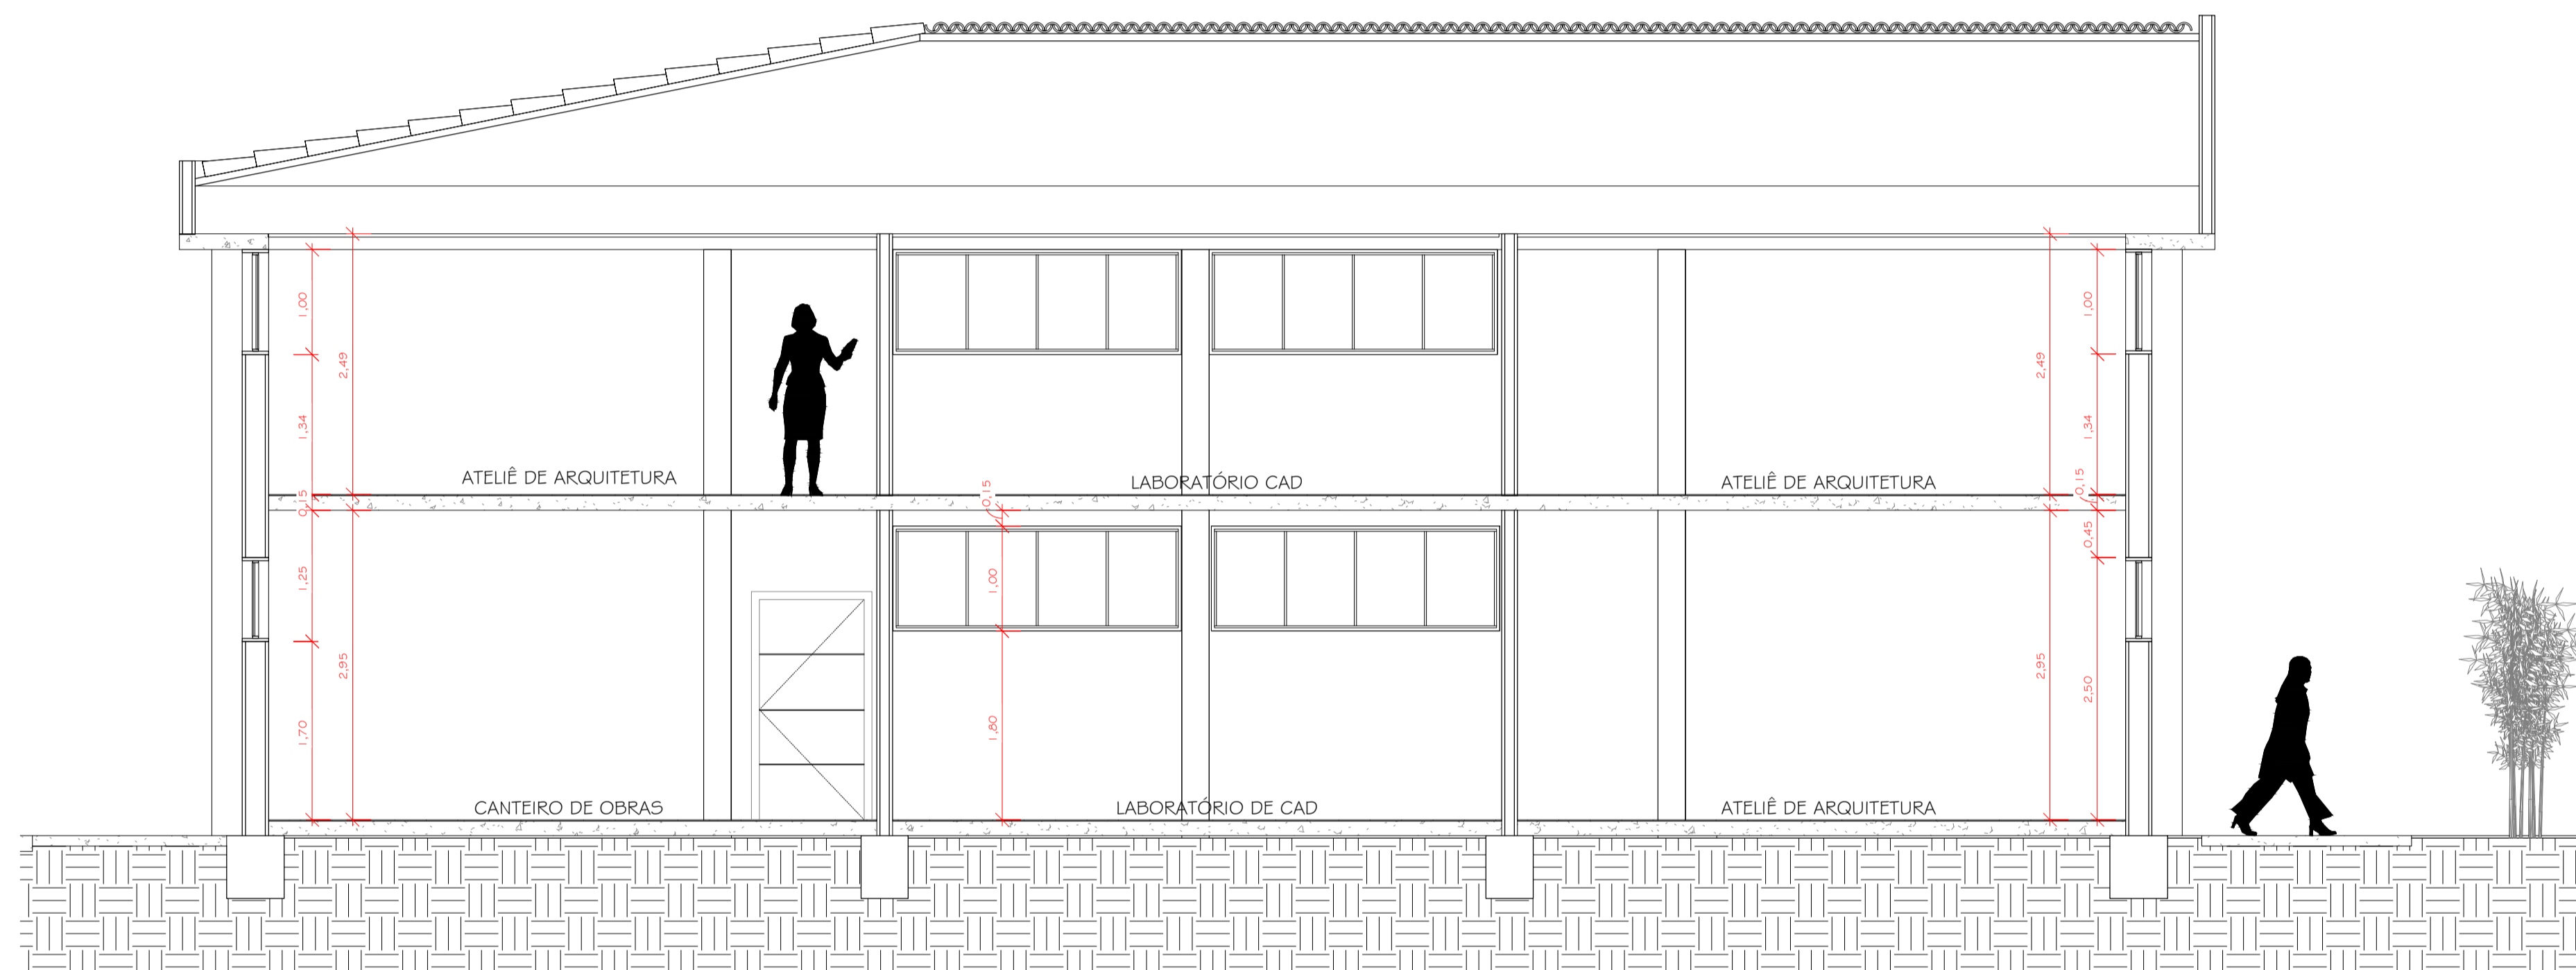 1,00
2,49
1,34
0,15
1,25
2,95
1,70
ATELIÊ DE ARQUITETURA
LABORATÓRIO CAD
ATELIÊ DE ARQUITETURA
0,15
1,00
1,80
CANTEIRO DE OBRAS
LABORATÓRIO DE CAD
ATELIÊ DE ARQUITETURA
1,00
2,49
1,34
0,15
0,45
2,95
2,50